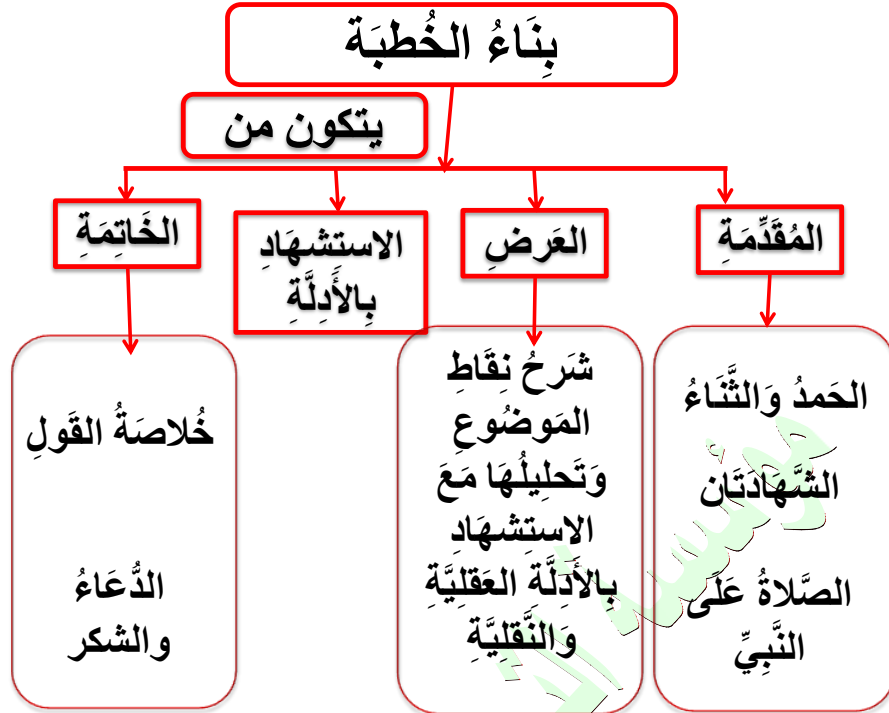 بِنَاءُ الخُطبَة
يتكون من
المُقَدِّمَةِ
العَرضِ
الاستشهَادِ
بِالأَدِلَّةِ
الخَاتِمَةِ
الحَمدُ وَالثَّنَاءُ
الشَّهَادَتَان
الصَّلاةُ عَلَى
النَّبِيِّ
شَرحُ نِقَاطِ
المَوضُوعِ
وَتَحلِيلُهَا مَعَ
الاستِشهَادِ
بِالأَدِلَّةِ العَقلِيَّةِ
وَالنَّقلِيَّةِ
خُلاصَةُ القَولِ
الدُّعَاءُ
والشكر
مؤسسة